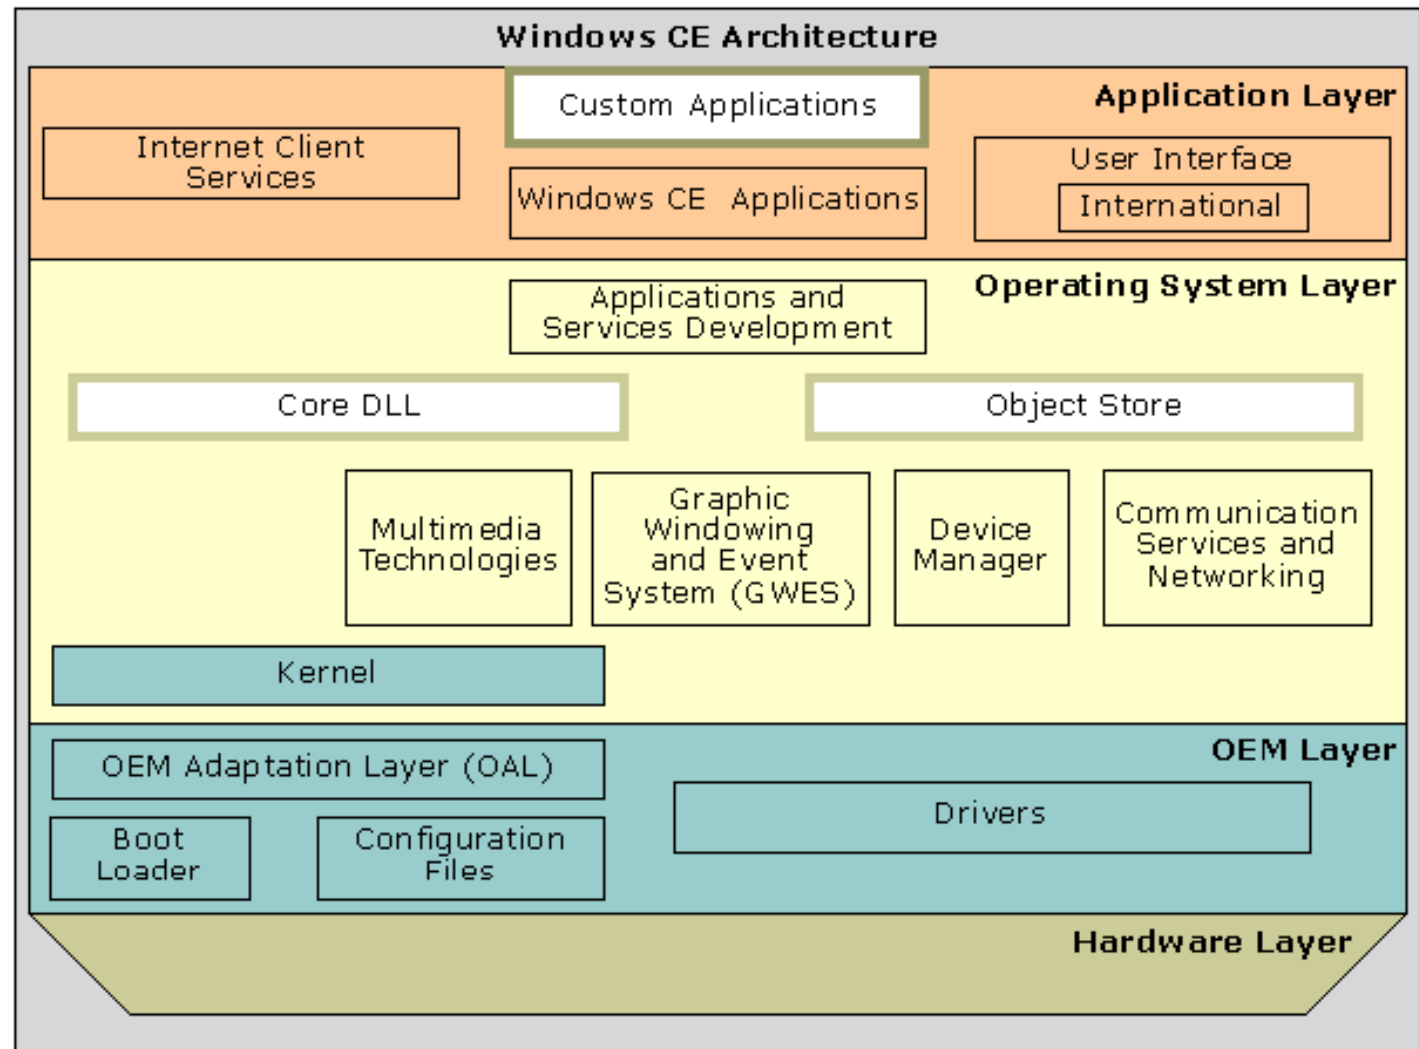 Windows CE Architecture
Application Layer
Custom Applications
Internet Client
Services
Windows CE Applications
User Interface
International
Operating System Layer
Applications and
Services Development
Core DLL
Object Store
Multimedia
Technologies
Graphic
Windowing
and Event
System (GWES)
Device
Manager
Communication
Services and
Networking
Kernel
OEM Layer
OEM Adaptation Layer (OAL)
Drivers
Boot
Loader
Configuration
Files
Hardware Layer